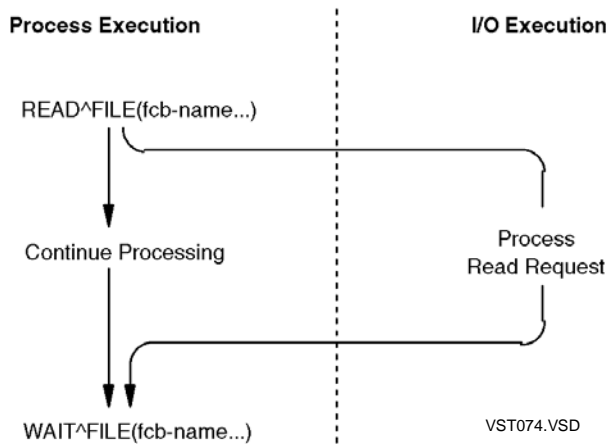 Process Execution
I/O Execution
READ^FILE(fcb-name...)
Continue Processing
Process
Read Request
WAIT^FILE(fcb-name...)
VST074.VSD